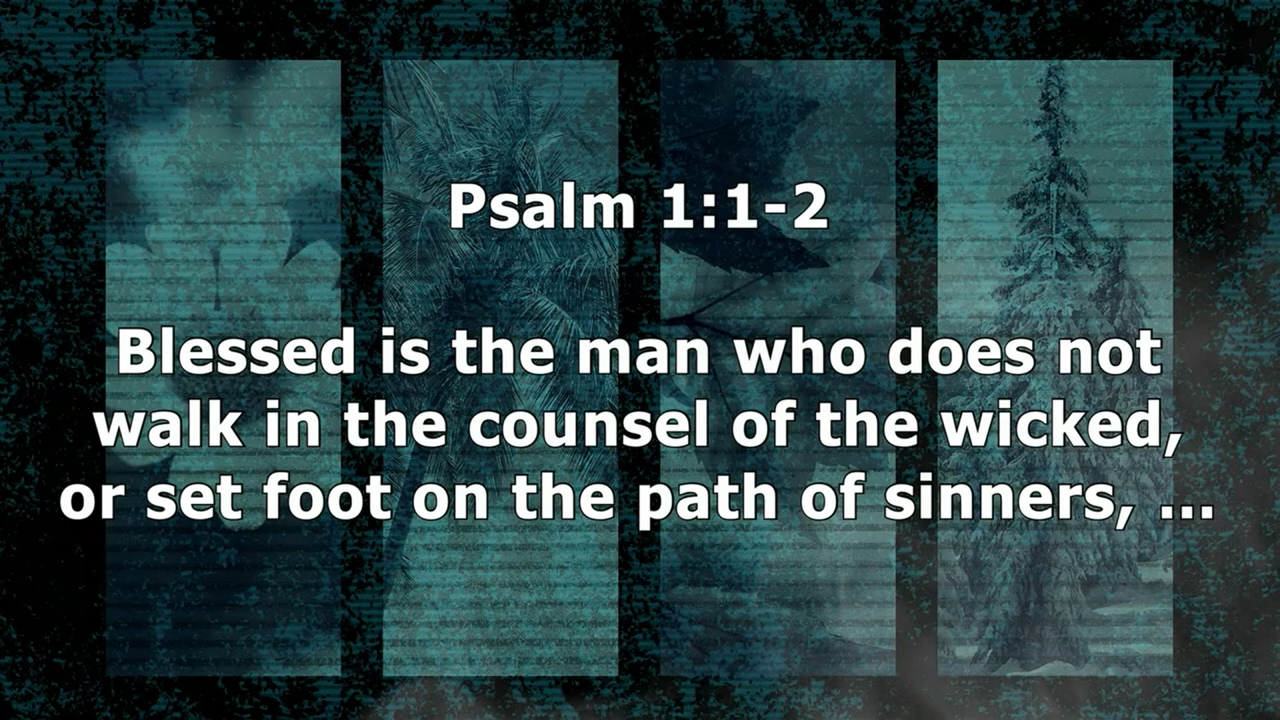 Psalm 1:1-2
Blessed is the man who does not
walk in the counsel of the wicked,
or set foot on the path of sinners, ...